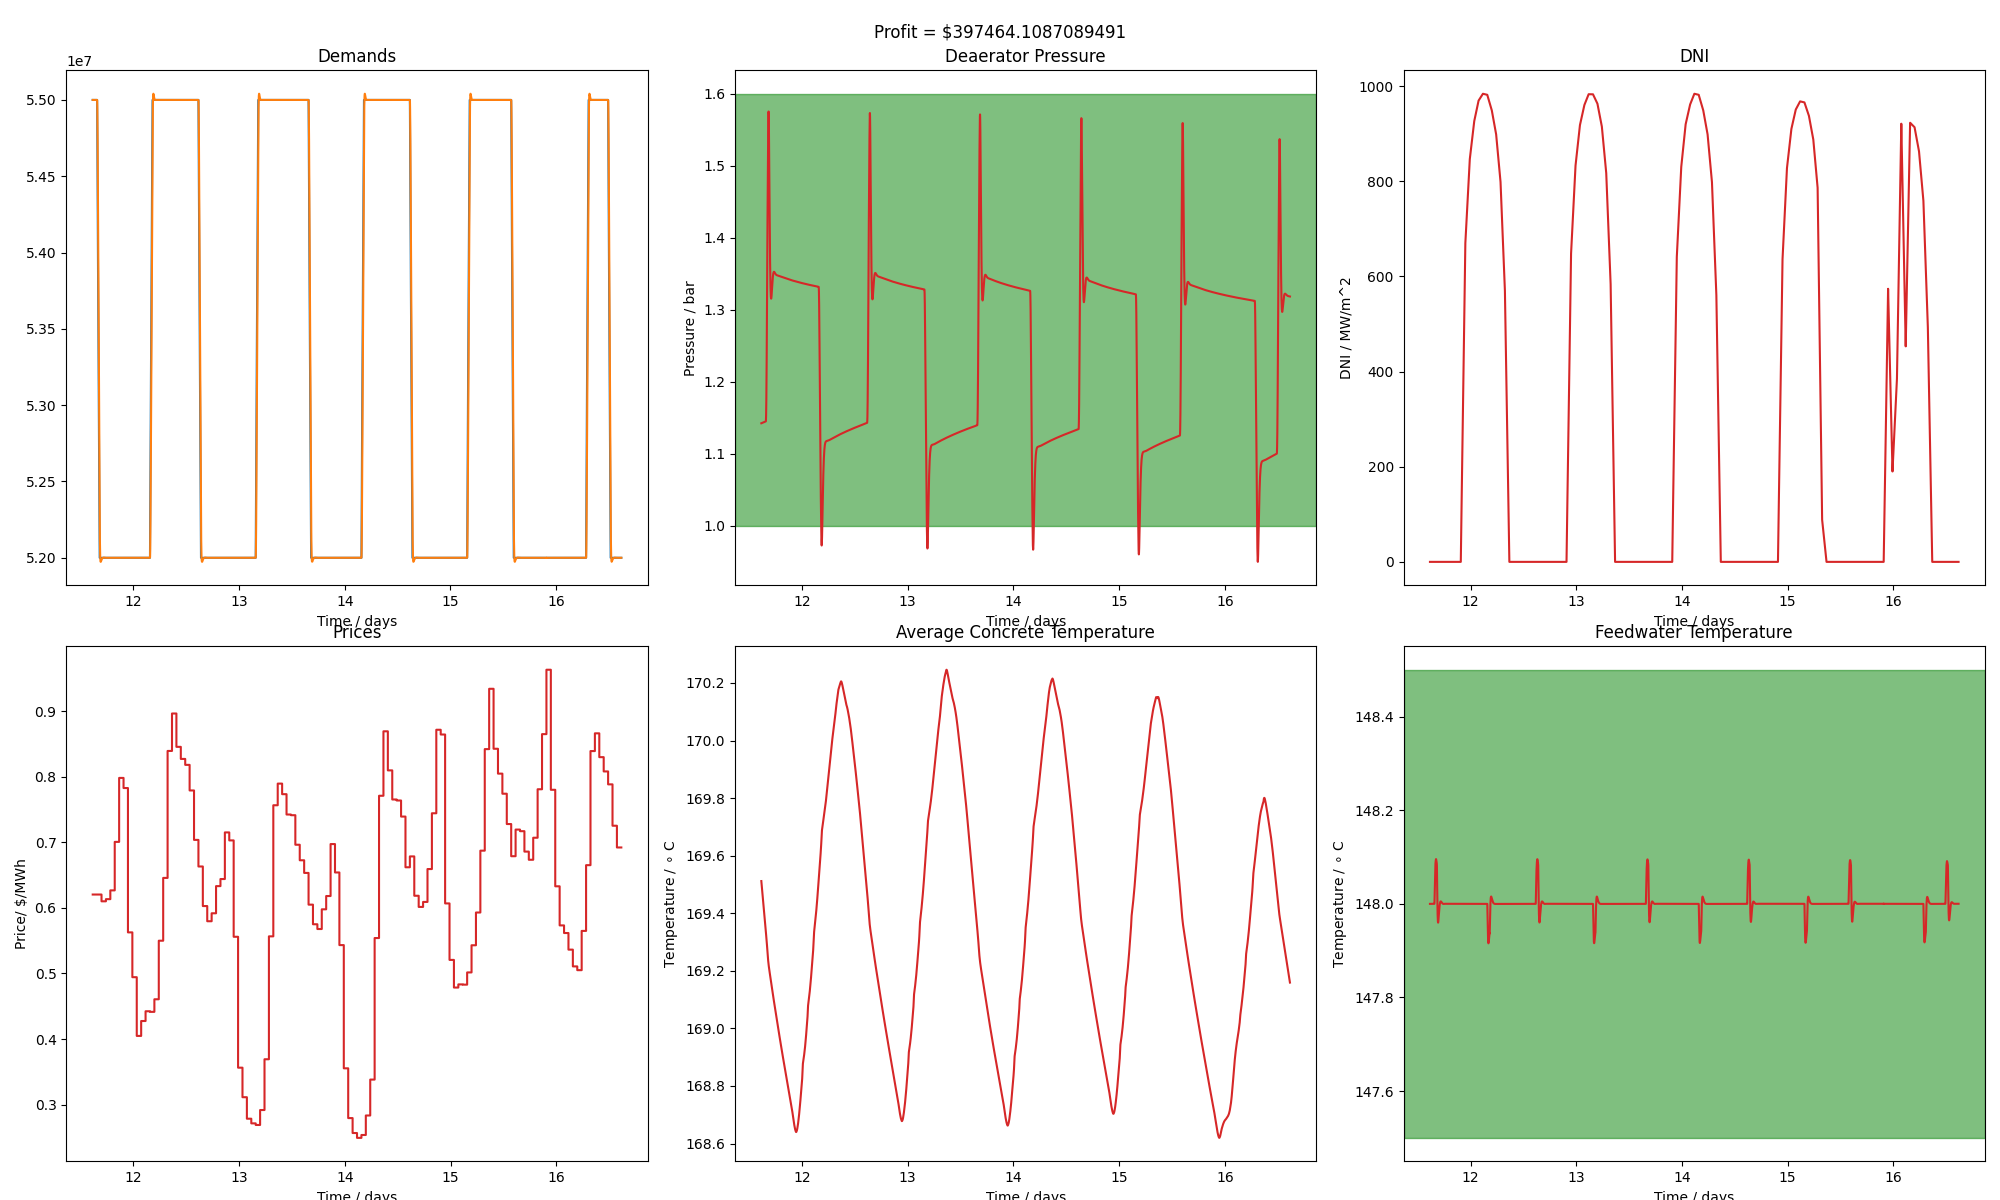 Profit = $397464.1087089491
Demands
1e7
5.50
5.45
5.40
5.35
5.30
5.25
5.20
12 13 14 15 16
Time / days
Deaerator Pressure
Pressure / bar
1.6
1.5
1.4
1.3
1.2
1.1
1.0
12 13 14 15 16
Time / days
DNI
DNI / MW/m^2
1000
800
600
400
200
0
12 13 14 15 16
Time / days
Prices
Price/ $/MWh
0.9
0.8
0.7
0.6
0.5
0.4
0.3
12 13 14 15 16
Time / days
Average Concrete Temperature
Temperature / ∘ C
170.2
170.0
169.8
169.6
169.4
169.2
169.0
168.8
168.6
12 13 14 15 16
Time / days
Feedwater Temperature
Temperature / ∘ C
148.4
148.2
148.0
147.8
147.6
12 13 14 15 16
Time / days